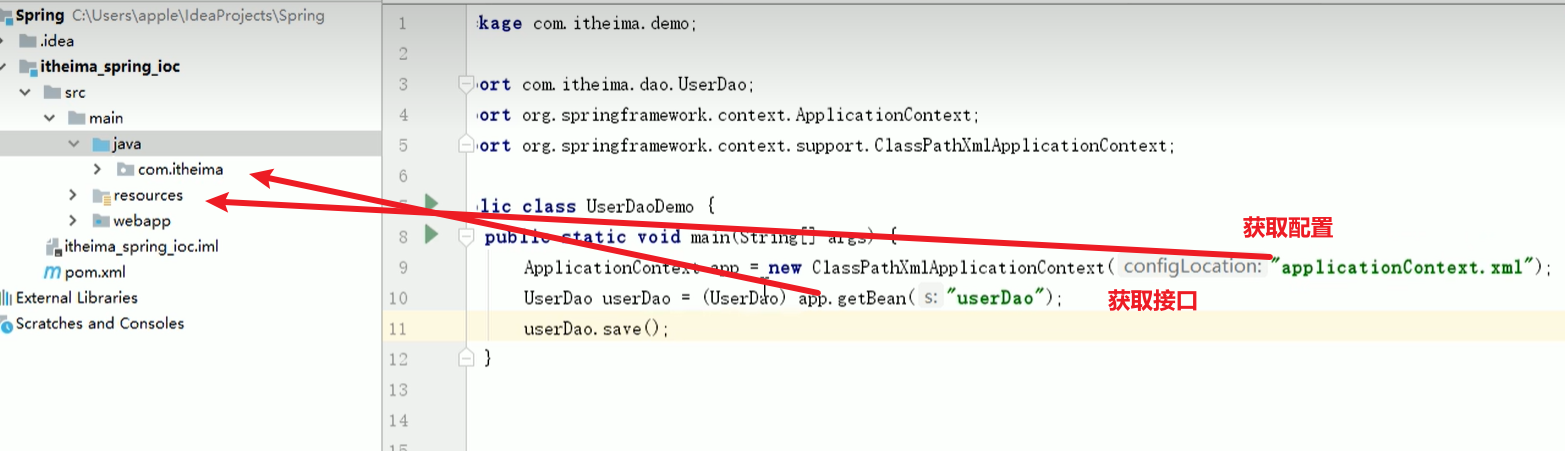 Spring C:\Users\apple\IdeaProjects\Spring
.idea
itheima_spring_ioc
src
main
java
com.itheima
resources
webapp
itheima_spring_ioc.iml
pom.xml
External Libraries
Scratches and Consoles
1 kage com.itheima.demo;
2
3 ort com.itheima.dao.UserDao;
4 ort org.springframework.context.ApplicationContext;
5 ort org.springframework.context.support.ClassPathXmlApplicationContext;
6
lic class UserDaoDemo {
8 public static void main(String[] args) {
获取配置
9 ApplicationContext app = new ClassPathXmlApplicationContext( configLocation: "applicationContext.xml");
10 UserDao userDao = (UserDao) app.getBean( s: "userDao");
获取接口
11 userDao.save();
12 }
13
14